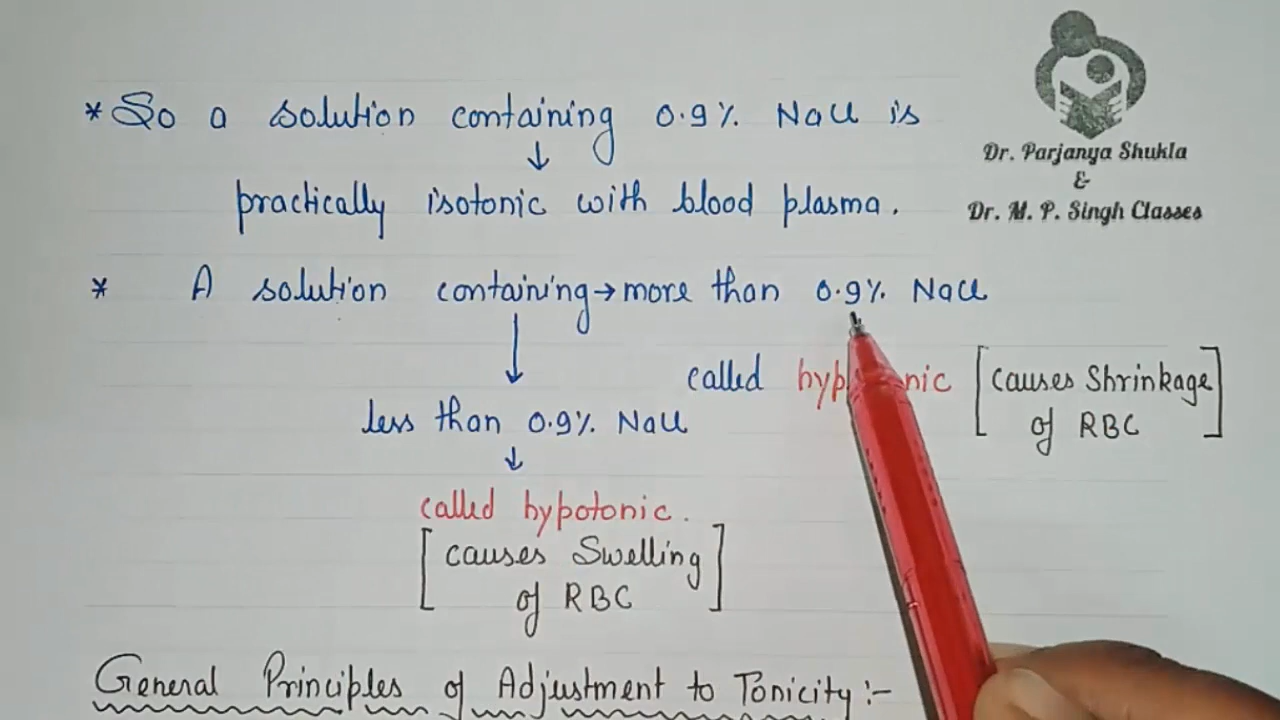 * So a solution containing 0.9% NaCl is
↓
practically isotonic with blood plasma.
* A solution containing → more than 0.9% NaCl
called [causes Shrinkage of RBC]
↓
less than 0.9% NaCl
↓
called hypotonic.
[causes Swelling
of RBC]
General Principles of Adjustment to Tonicity :-
Dr. Parjanya Shukla
&
Dr. M. P. Singh Classes